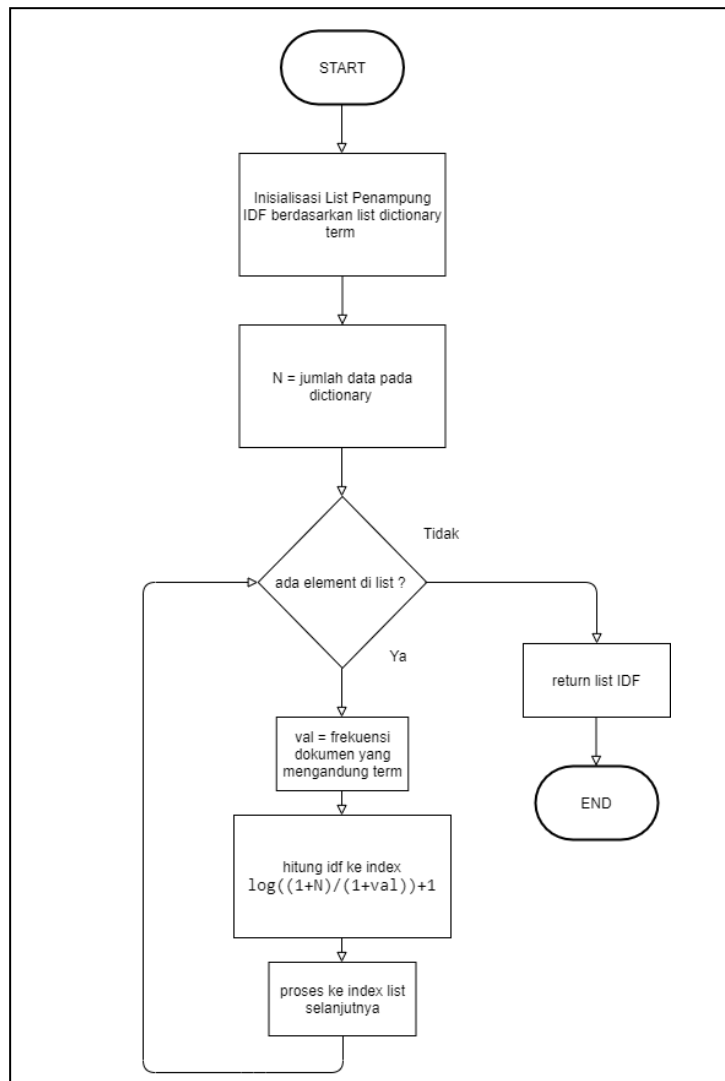 START
Inisialisasi List Penampung
IDF berdasarkan list dictionary
term
N = jumlah data pada
dictionary
Tidak
ada element di list ?
Ya
return list IDF
val = frekuensi
dokumen yang
mengandung term
END
hitung idf ke index
log((1+N)/(1+val))+1
proses ke index list
selanjutnya